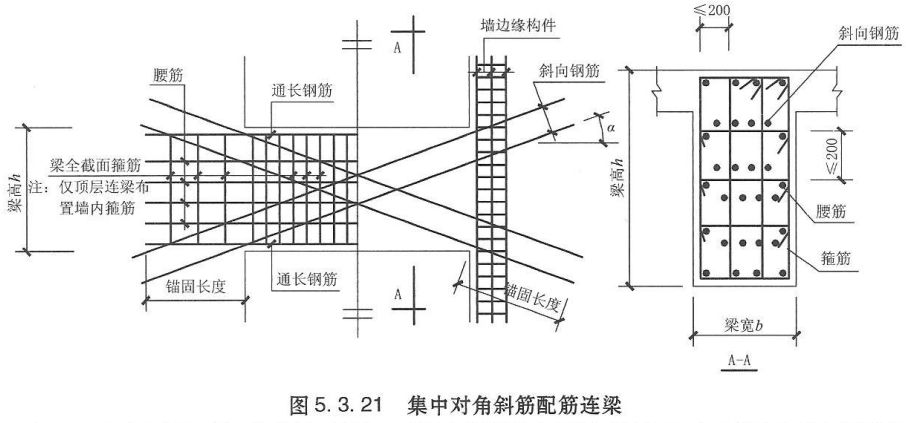 ≤200
墙边缘构件
斜向钢筋
A
腰筋
斜向钢筋
通长钢筋
α
梁全截面箍筋
≤200
梁高h
注：仅顶层连梁布
置墙内箍筋
梁高h
腰筋
箍筋
通长钢筋
锚固长度
A
锚固长度
梁宽b
A-A
图 5.3.21 集中对角斜筋配筋连梁